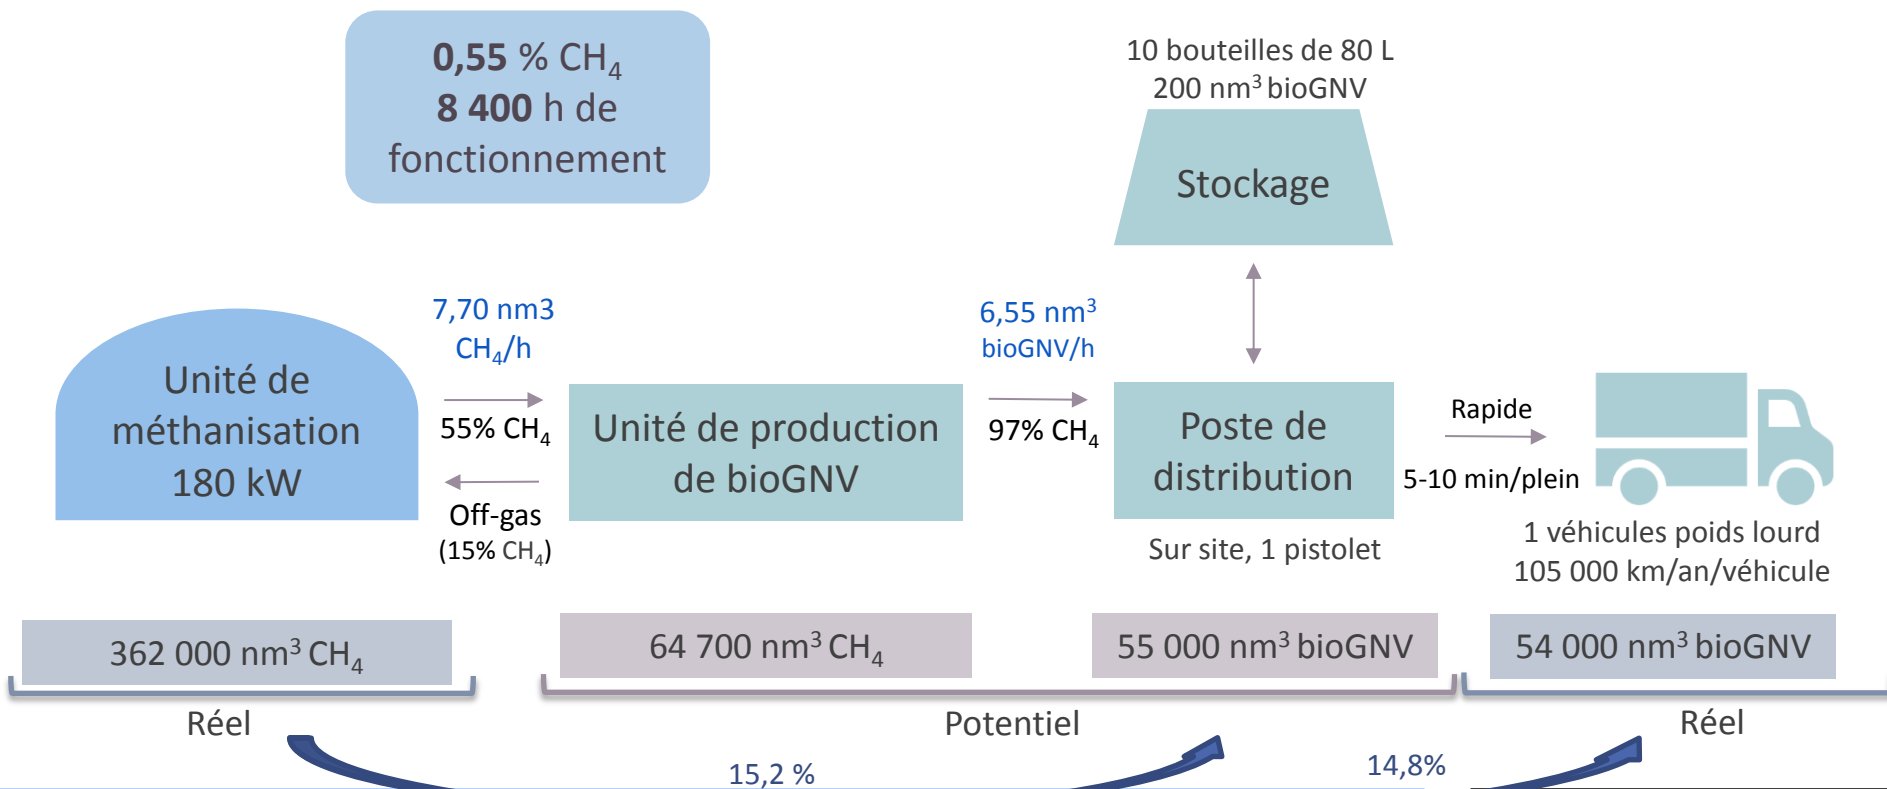 0,55 % CH₄
8 400 h de
fonctionnement
10 bouteilles de 80 L
200 nm³ bioGNV
Stockage
7,70 nm3
CH₄/h
6,55 nm³
bioGNV/h
Unité de
méthanisation
180 kW
55% CH₄
Off-gas
(15% CH₄)
Unité de production
de bioGNV
97% CH₄
Poste de
distribution
Sur site, 1 pistolet
Rapide
5-10 min/plein
1 véhicules poids lourd
105 000 km/an/véhicule
362 000 nm³ CH₄
64 700 nm³ CH₄
55 000 nm³ bioGNV
54 000 nm³ bioGNV
Réel
Potentiel
Réel
15,2 %
14,8%